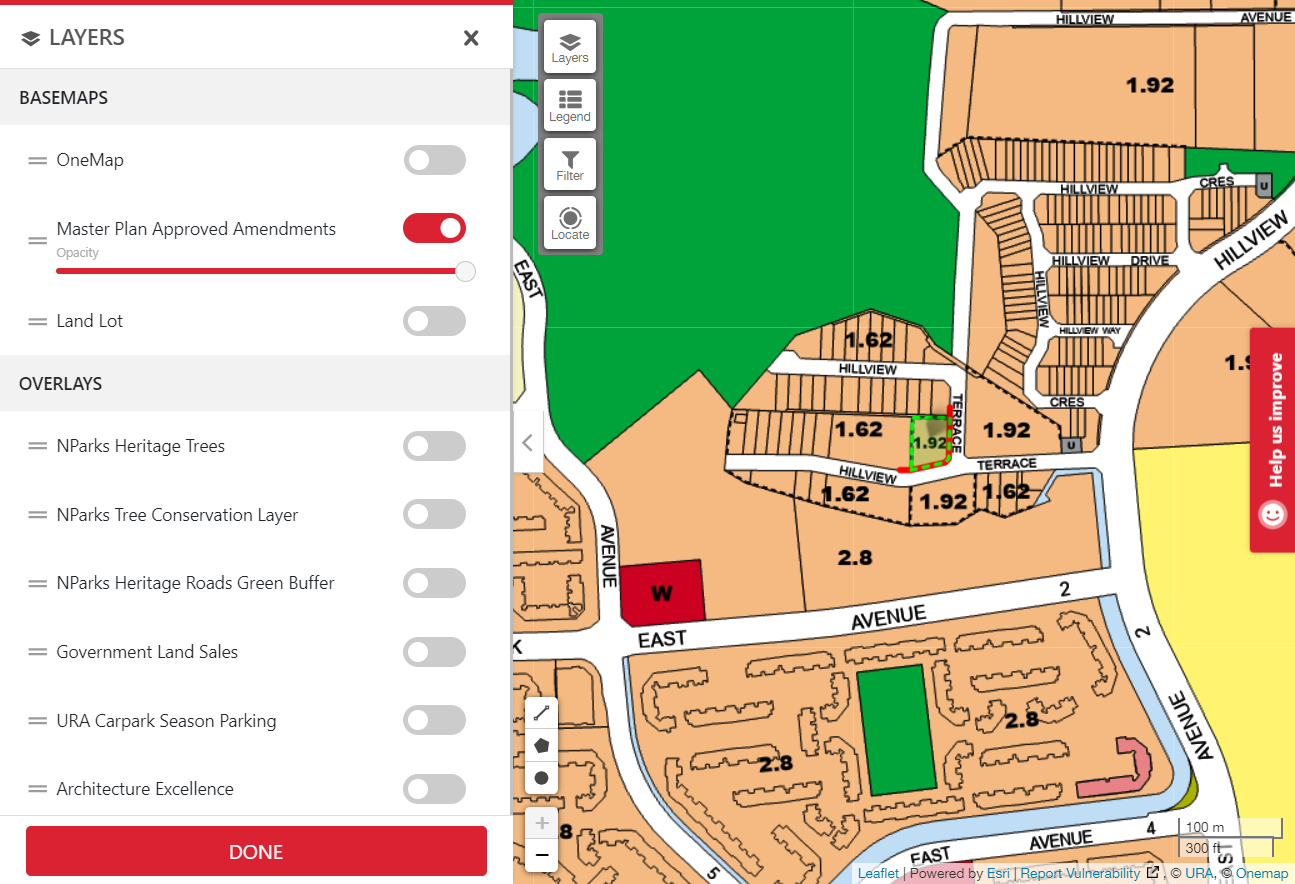 LAYERS
BASEMAPS
OneMap
Master Plan Approved Amendments
Opacity
Land Lot
OVERLAYS
NParks Heritage Trees
NParks Tree Conservation Layer
NParks Heritage Roads Green Buffer
Government Land Sales
URA Carpark Season Parking
Architecture Excellence
DONE
Layers
Legend
Filter
Locate
HILLVIEW
AVENUE
1.92
HILLVIEW
CRES
U
HILLVIEW
HILLVIEW
DRIVE
HILLVIEW
HILLVIEW WAY
EAST
1.62
HILLVIEW
CRES
TERRACE
1.62
1.92
1.92
U
HILLVIEW
TERRACE
1.62
1.92
1.62
Help us improve
AVENUE
2.8
W
EAST
AVENUE
2
K
2
2.8
2.8
AVENUE
8
5
EAST
AVENUE
4
100 m
300 ft
Leaflet | Powered by Esri | Report Vulnerability , © URA, © Onemap